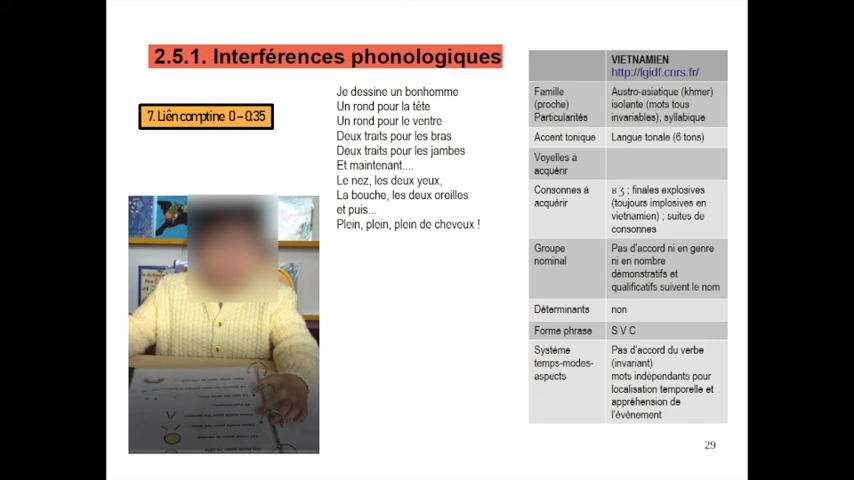 2.5.1. Interférences phonologiques
7. Liên comptine 0 – 0:35
Je dessine un bonhomme
Un rond pour la tête
Un rond pour le ventre
Deux traits pour les bras
Deux traits pour les jambes
Et maintenant....
Le nez, les deux yeux,
La bouche, les deux oreilles
et puis...
Plein, plein, plein de cheveux !
VIETNAMIEN
http://lgidf.cnrs.fr/
Famille
(proche)
Particularités
Austro-asiatique (khmer)
isolante (mots tous
invariables), syllabique
Accent tonique
Langue tonale (6 tons)
Voyelles à
acquérir
Consonnes à
acquérir
ʁ ʒ ; finales explosives
(toujours implosives en
vietnamien) ; suites de
consonnes
Groupe
nominal
Pas d'accord ni en genre
ni en nombre
démonstratifs et
qualificatifs suivent le nom
Déterminants
non
Forme phrase
S V C
Système
temps-modes-
aspects
Pas d'accord du verbe
(invariant)
mots indépendants pour
localisation temporelle et
appréhension de
l'événement
29